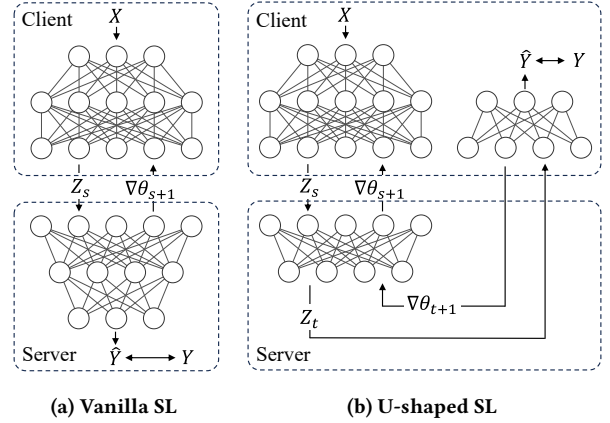 Client
X
Z_s
∇θ_{s+1}
Server
Ŷ
Y
(a) Vanilla SL
Client
X
Ŷ
Y
Z_s
∇θ_{s+1}
∇θ_{t+1}
Z_t
Server
(b) U-shaped SL